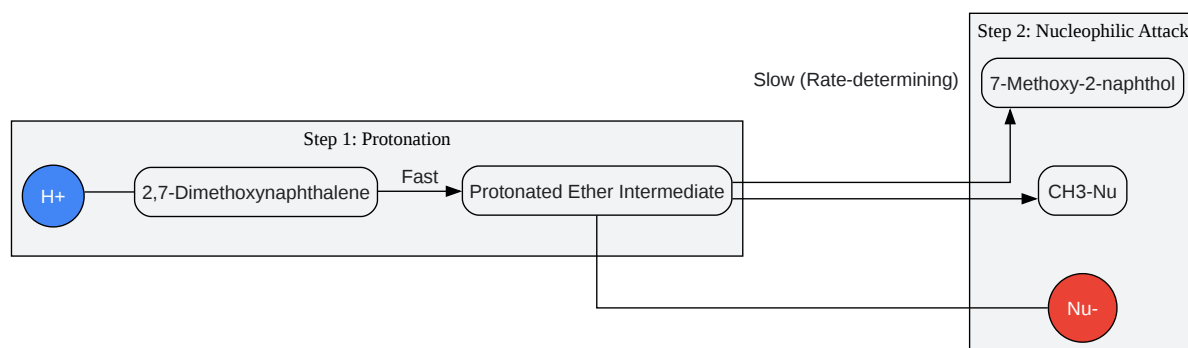 Step 2: Nucleophilic Attack
Slow (Rate-determining)
7-Methoxy-2-naphthol
Step 1: Protonation
H+
2,7-Dimethoxynaphthalene
Fast
Protonated Ether Intermediate
CH3-Nu
Nu-